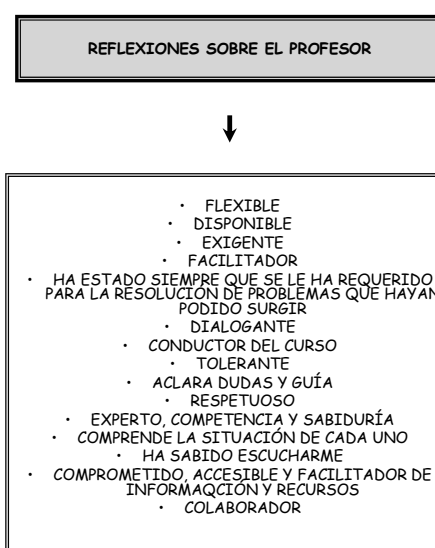 REFLEXIONES SOBRE EL PROFESOR
• FLEXIBLE
• DISPONIBLE
• EXIGENTE
• FACILITADOR
• HA ESTADO SIEMPRE QUE SE LE HA REQUERIDO
PARA LA RESOLUCIÓN DE PROBLEMAS QUE HAYAN
PODIDO SURGIR
• DIALOGANTE
• CONDUCTOR DEL CURSO
• TOLERANTE
• ACLARA DUDAS Y GUÍA
• RESPETUOSO
• EXPERTO, COMPETENCIA Y SABIDURÍA
• COMPRENDE LA SITUACIÓN DE CADA UNO
• HA SABIDO ESCUCHARME
• COMPROMETIDO, ACCESIBLE Y FACILITADOR DE
INFORMAQCIÓN Y RECURSOS
• COLABORADOR